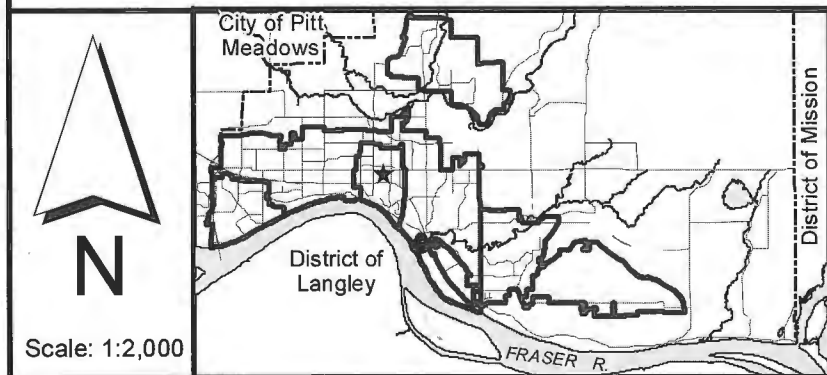 N
Scale: 1:2,000
City of Pitt
Meadows
District of Mission
District of
Langley
FRASER R.